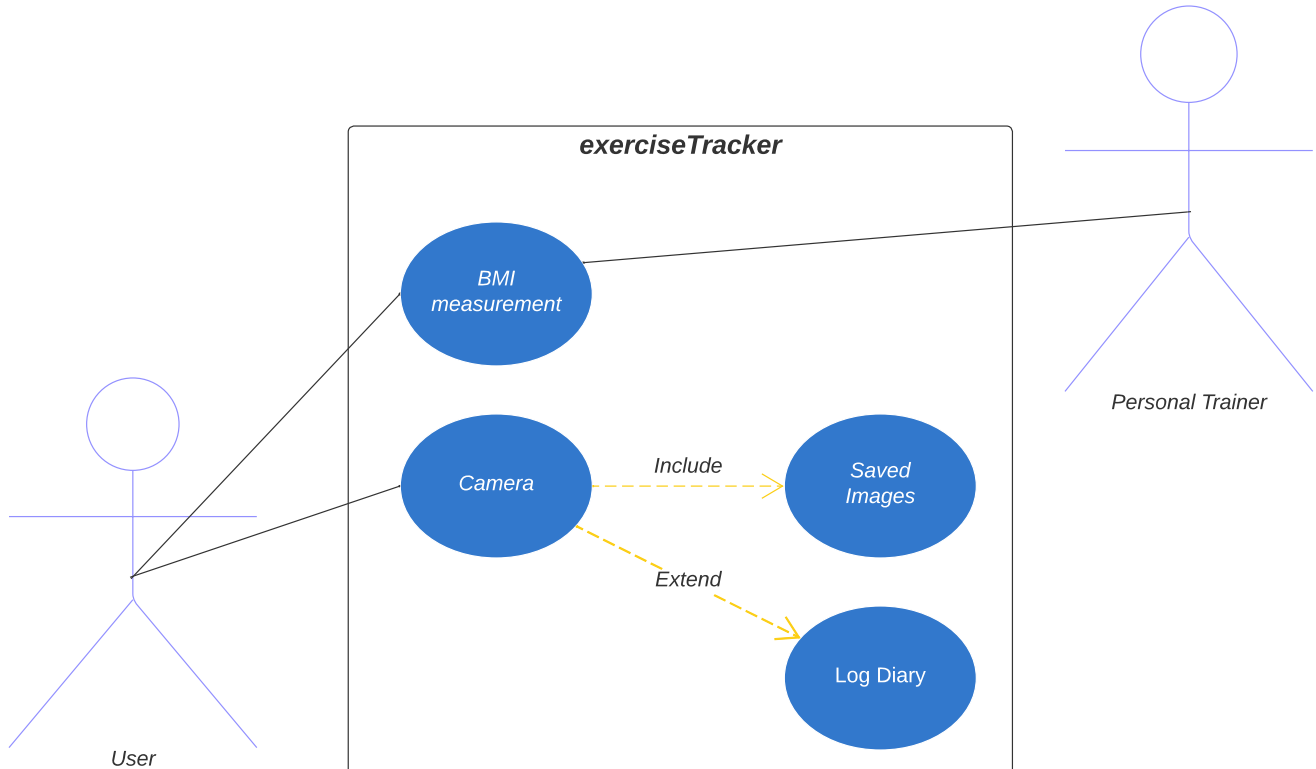 exerciseTracker
BMI
measurement
Personal Trainer
Camera
Include
Saved
Images
Extend
Log Diary
User